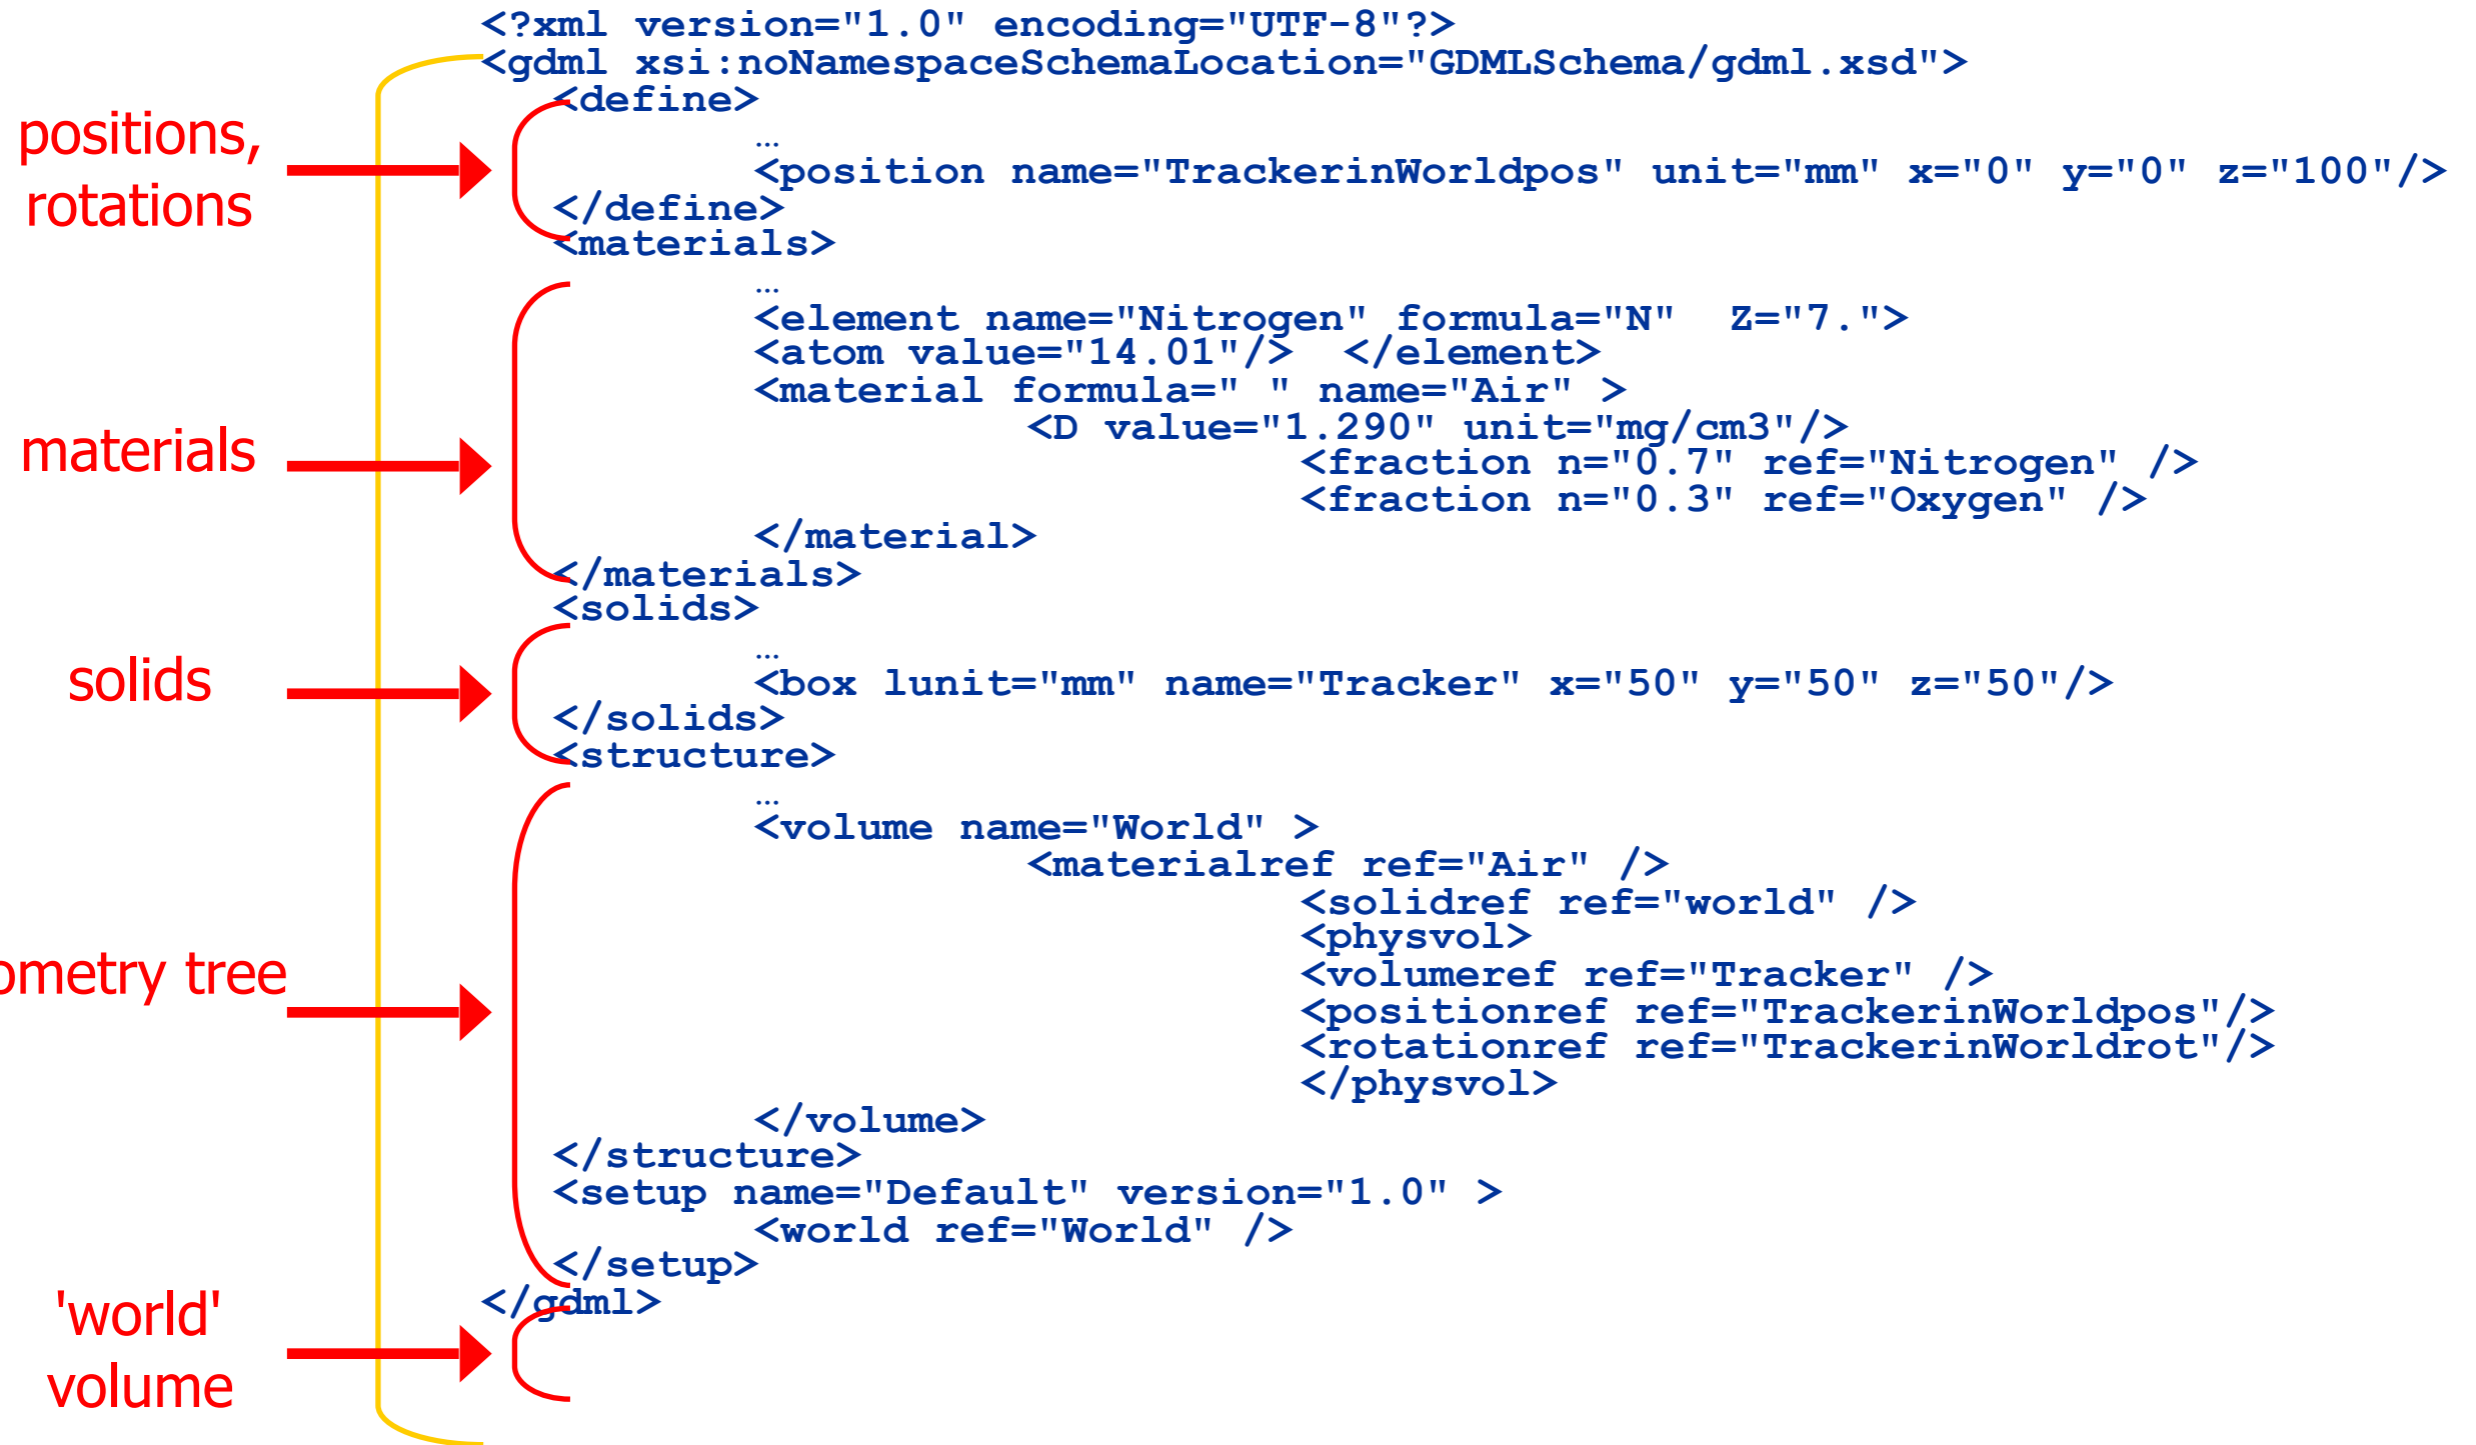 <?xml version="1.0" encoding="UTF-8"?>
<gdml xsi:noNamespaceSchemaLocation="GDMLSchema/gdml.xsd">
<define>
…
<position name="TrackerinWorldpos" unit="mm" x="0" y="0" z="100"/>
</define>
<materials>
…
<element name="Nitrogen" formula="N"  Z="7.">
<atom value="14.01"/>  </element>
<material formula=" " name="Air" >
<D value="1.290" unit="mg/cm3"/>
<fraction n="0.7" ref="Nitrogen" />
<fraction n="0.3" ref="Oxygen" />
</material>
</materials>
<solids>
…
<box lunit="mm" name="Tracker" x="50" y="50" z="50"/>
</solids>
<structure>
…
<volume name="World" >
<materialref ref="Air" />
<solidref ref="world" />
<physvol>
<volumeref ref="Tracker" />
<positionref ref="TrackerinWorldpos"/>
<rotationref ref="TrackerinWorldrot"/>
</physvol>
</volume>
</structure>
<setup name="Default" version="1.0" >
<world ref="World" />
</setup>
</gdml>
positions,
rotations
materials
solids
ometry tree
'world'
volume